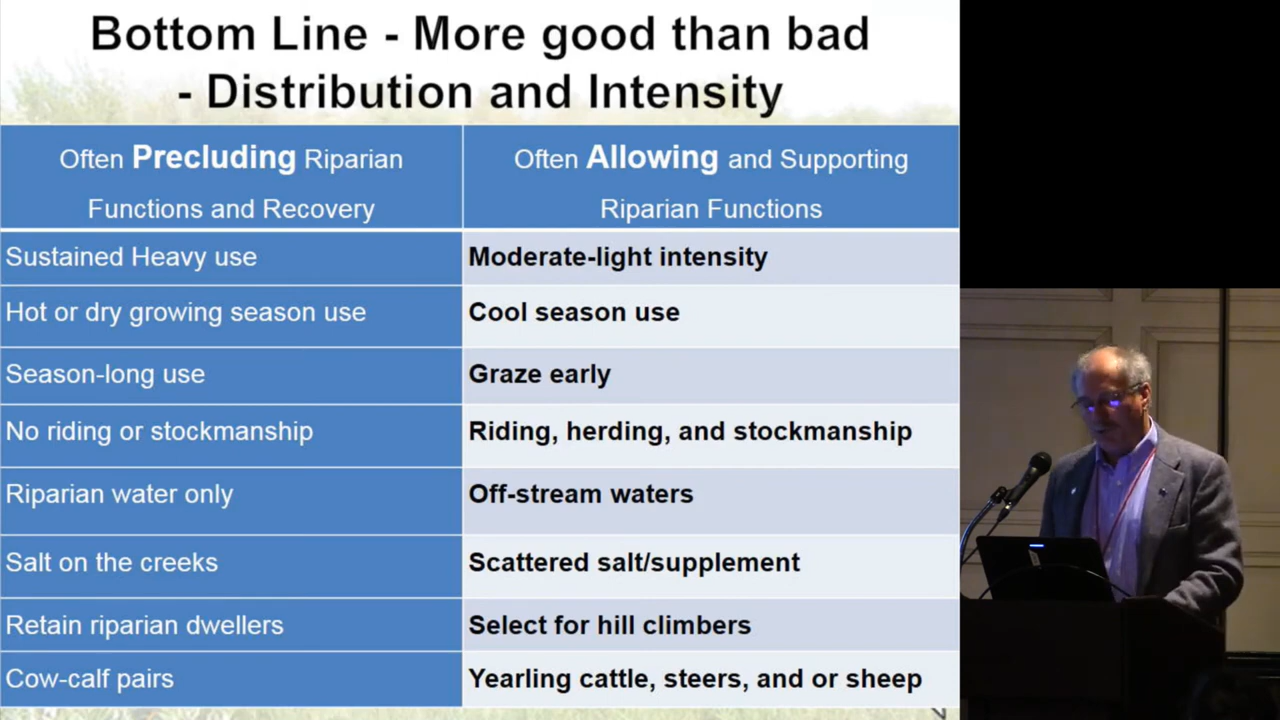 Bottom Line - More good than bad
- Distribution and Intensity
Often Precluding Riparian
Functions and Recovery
Often Allowing and Supporting
Riparian Functions
Sustained Heavy use
Moderate-light intensity
Hot or dry growing season use
Cool season use
Season-long use
Graze early
No riding or stockmanship
Riding, herding, and stockmanship
Riparian water only
Off-stream waters
Salt on the creeks
Scattered salt/supplement
Retain riparian dwellers
Select for hill climbers
Cow-calf pairs
Yearling cattle, steers, and or sheep